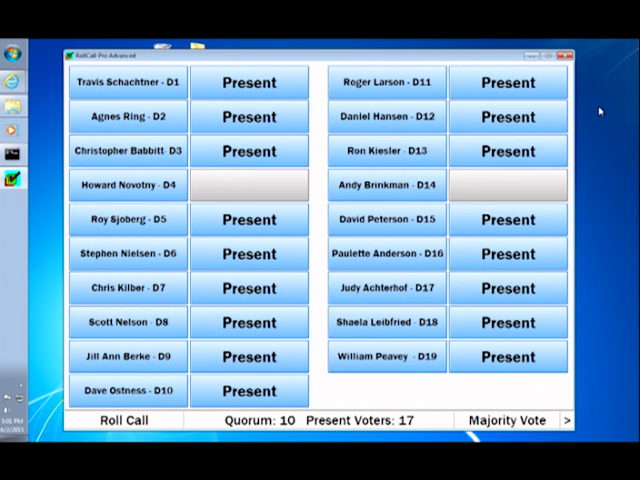 RollCall Pro Advanced
Travis Schachtner - D1 Present
Agnes Ring - D2 Present
Christopher Babbitt- D3 Present
Howard Novotny - D4
Roy Sjoberg - D5 Present
Stephen Nielsen - D6 Present
Chris Kilber - D7 Present
Scott Nelson - D8 Present
Jill Ann Berke - D9 Present
Dave Ostness - D10 Present
Roger Larson - D11 Present
Daniel Hansen - D12 Present
Ron Kiesler - D13 Present
Andy Brinkman - D14
David Peterson - D15 Present
Paulette Anderson - D16 Present
Judy Achterhof - D17 Present
Shaela Leibfried - D18 Present
William Peavey - D19 Present
Roll Call Quorum: 10 Present Voters: 17 Majority Vote >
6/2/2015